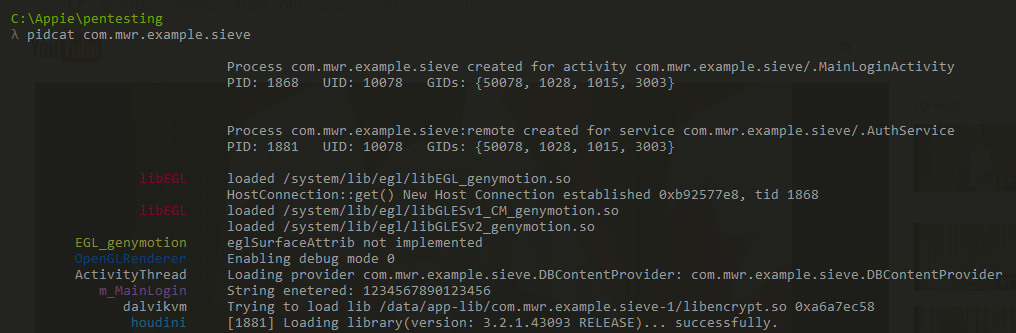 C:\Appie\pentesting
λ pidcat com.mwr.example.sieve
Process com.mwr.example.sieve created for activity com.mwr.example.sieve/.MainLoginActivity
PID: 1868 UID: 10078 GIDs: {50078, 1028, 1015, 3003}
Process com.mwr.example.sieve:remote created for service com.mwr.example.sieve/.AuthService
PID: 1881 UID: 10078 GIDs: {50078, 1028, 1015, 3003}
libEGL loaded /system/lib/egl/libEGL_genymotion.so
HostConnection::get() New Host Connection established 0xb92577e8, tid 1868
libEGL loaded /system/lib/egl/libGLESv1_CM_genymotion.so
loaded /system/lib/egl/libGLESv2_genymotion.so
EGL_genymotion eglSurfaceAttrib not implemented
OpenGLRenderer Enabling debug mode 0
ActivityThread Loading provider com.mwr.example.sieve.DBContentProvider: com.mwr.example.sieve.DBContentProvider
m_MainLogin String enetered: 1234567890123456
dalvikvm Trying to load lib /data/app-lib/com.mwr.example.sieve-1/libencrypt.so 0xa6a7ec58
houdini [1881] Loading library(version: 3.2.1.43093 RELEASE)... successfully.